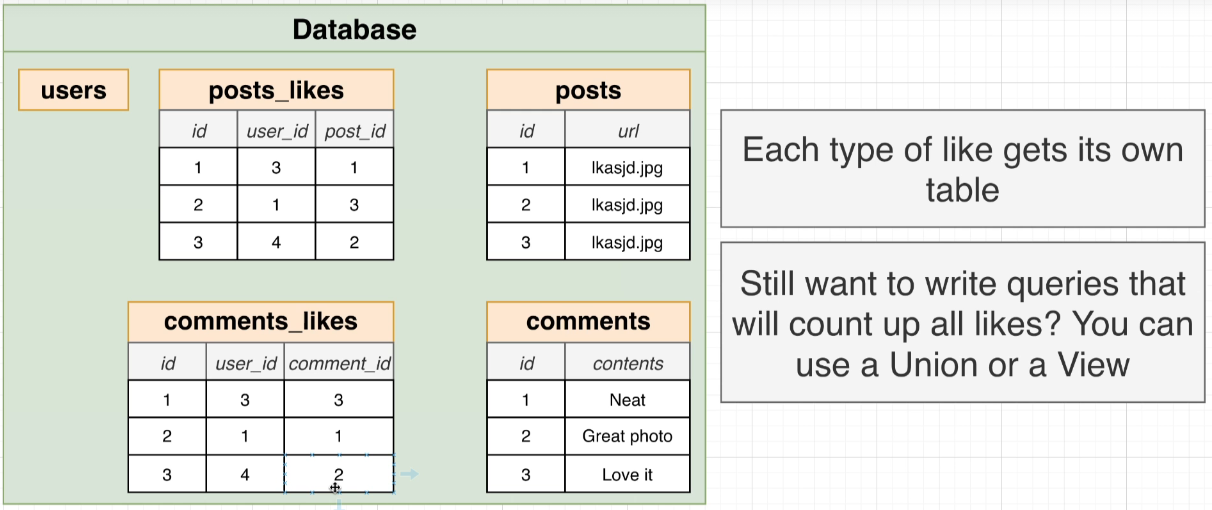 Database
users
posts_likes
id user_id post_id
1 3 1
2 1 3
3 4 2
posts
id url
1 lkasjd.jpg
2 lkasjd.jpg
3 lkasjd.jpg
comments_likes
id user_id comment_id
1 3 3
2 1 1
3 4 2
comments
id contents
1 Neat
2 Great photo
3 Love it
Each type of like gets its own
table
Still want to write queries that
will count up all likes? You can
use a Union or a View